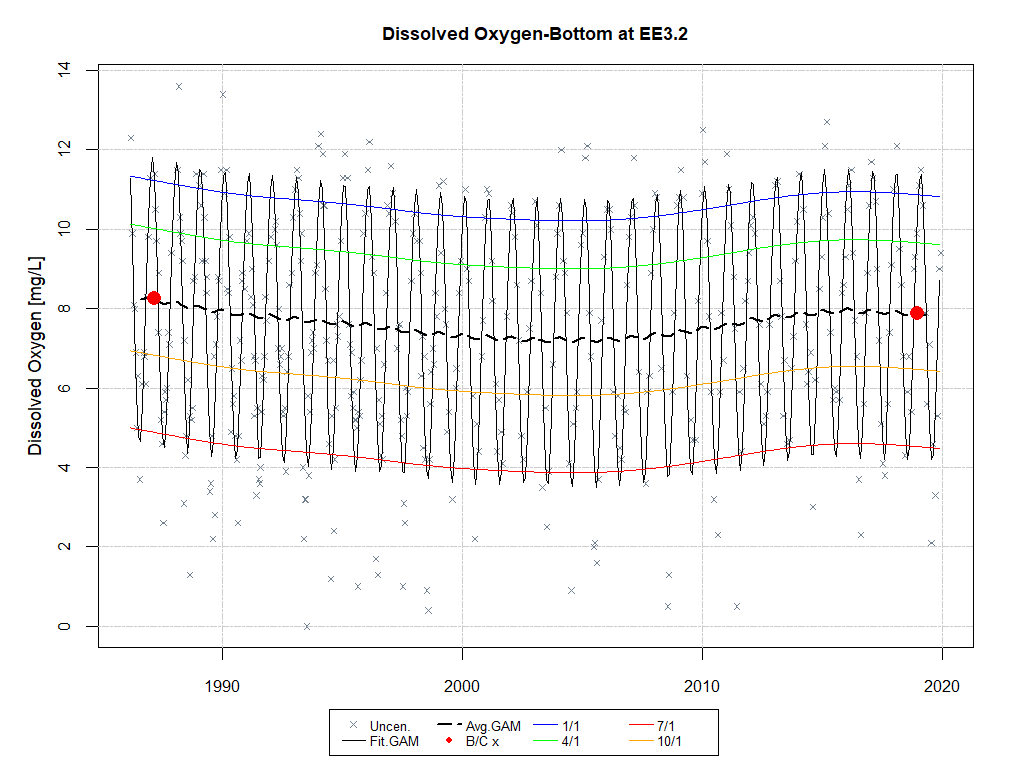 Dissolved Oxygen-Bottom at EE3.2
Dissolved Oxygen [mg/L]
14
12
10
8
6
4
2
0
1990 2000 2010 2020
Uncen. Avg.GAM 1/1 7/1
Fit.GAM B/C x 4/1 10/1